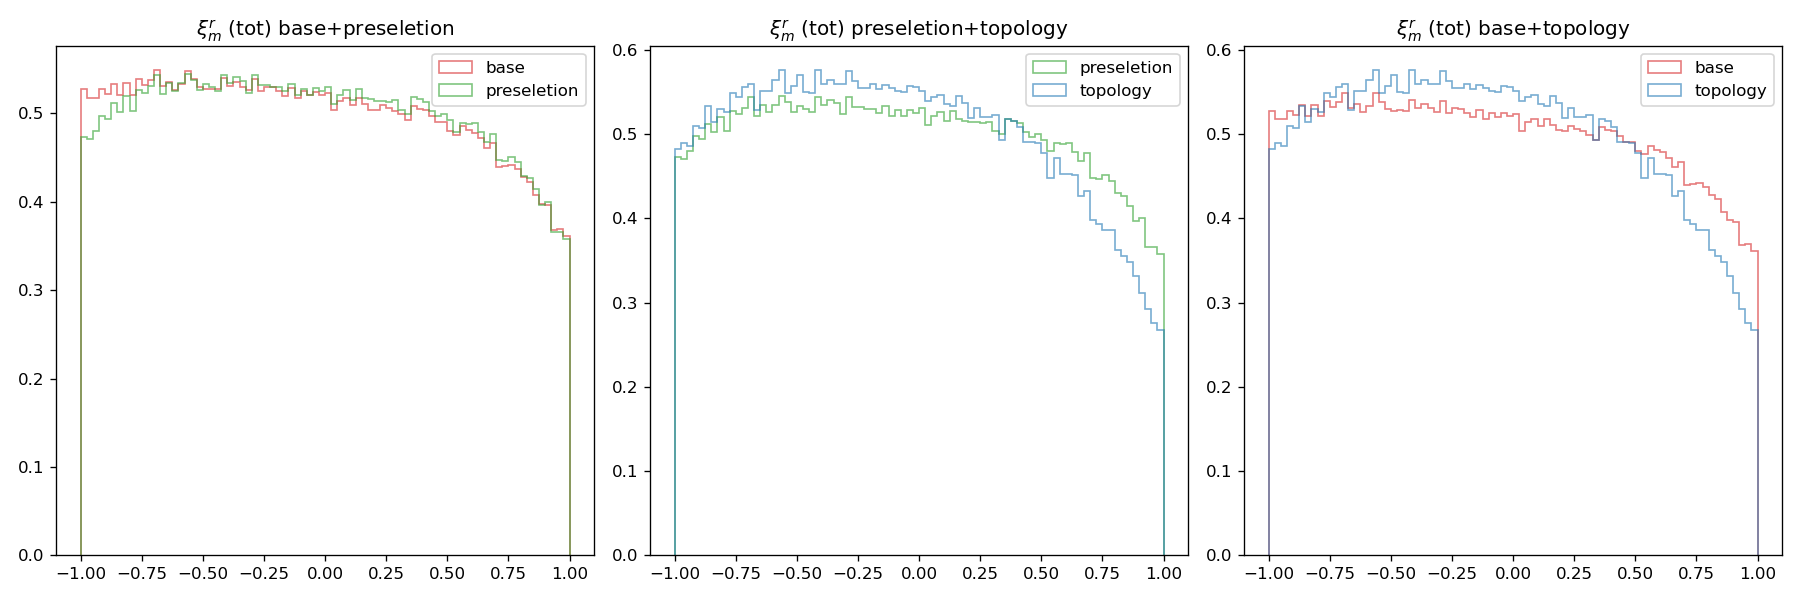 ξ_m^r (tot) base+preseletion
base
preseletion
0.5
0.4
0.3
0.2
0.1
0.0
−1.00 −0.75 −0.50 −0.25 0.00 0.25 0.50 0.75 1.00
ξ_m^r (tot) preseletion+topology
preseletion
topology
0.6
0.5
0.4
0.3
0.2
0.1
0.0
−1.00 −0.75 −0.50 −0.25 0.00 0.25 0.50 0.75 1.00
ξ_m^r (tot) base+topology
base
topology
0.6
0.5
0.4
0.3
0.2
0.1
0.0
−1.00 −0.75 −0.50 −0.25 0.00 0.25 0.50 0.75 1.00